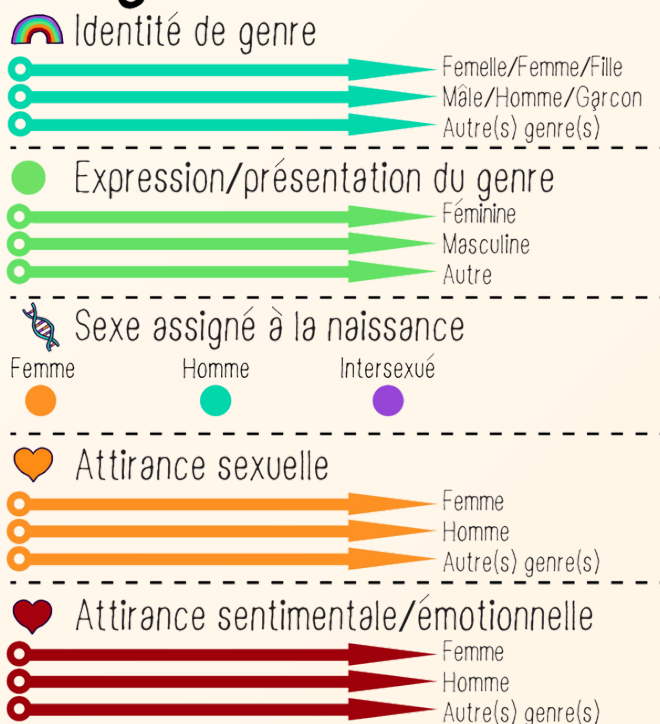 Identité de genre
Femelle/Femme/Fille
Mâle/Homme/Garçon
Autre(s) genre(s)
Expression/présentation du genre
Féminine
Masculine
Autre
Sexe assigné à la naissance
Femme Homme Intersexué
Attirance sexuelle
Femme
Homme
Autre(s) genre(s)
Attirance sentimentale/émotionnelle
Femme
Homme
Autre(s) genre(s)